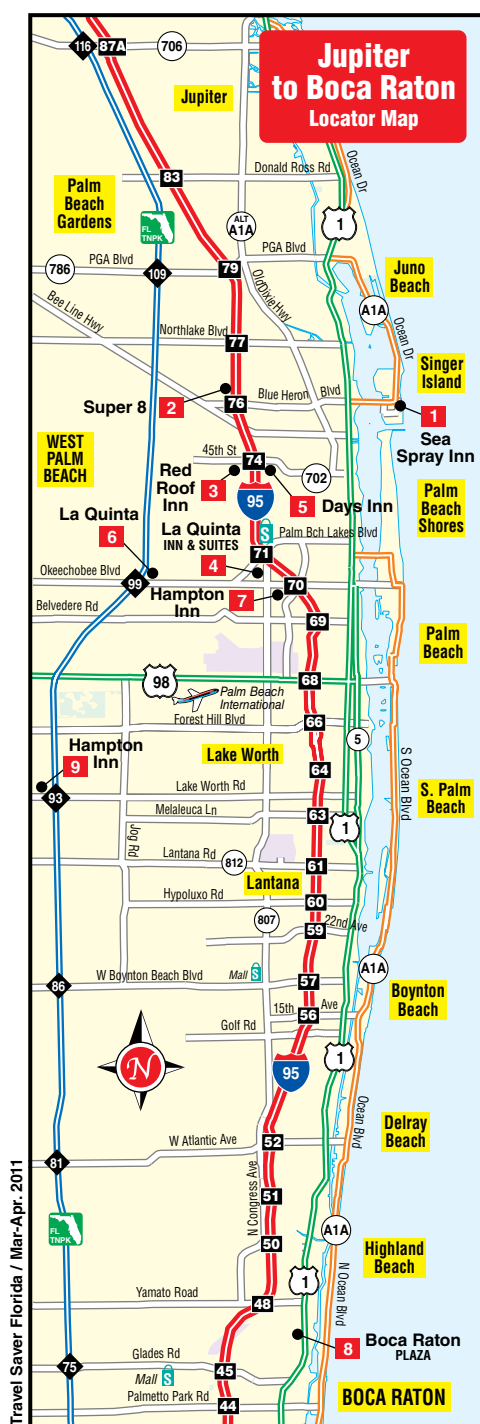 Jupiter
to Boca Raton
Locator Map
116
87A
706
Jupiter
Ocean Dr
Donald Ross Rd
83
Palm
Beach
Gardens
FL
TNPK
ALT
A1A
1
PGA Blvd
PGA Blvd
786
109
79
Juno
Beach
A1A
Bee Line Hwy
OldDixieHwy
Ocean Dr
Northlake Blvd
77
Singer
Island
Super 8
2
76
Blue Heron Blvd
1
Sea
Spray Inn
WEST
PALM
BEACH
45th St
74
702
Red
Roof
Inn
3
5
Days Inn
95
Palm
Beach
Shores
La Quinta
6
La Quinta
INN & SUITES
4
S
Palm Bch Lakes Blvd
71
Okeechobee Blvd
99
70
Hampton
Inn
7
Belvedere Rd
69
Palm
Beach
98
68
Palm Beach
International
Forest Hill Blvd
66
5
Hampton
Inn
9
Lake Worth
64
S Ocean Blvd
S. Palm
Beach
93
Lake Worth Rd
Melaleuca Ln
63
1
Jog Rd
Lantana Rd
812
61
Lantana
Hypoluxo Rd
60
807
22nd Ave
59
W Boynton Beach Blvd
Mall
S
86
57
A1A
Boynton
Beach
15th Ave
56
Golf Rd
N
95
1
Ocean Blvd
Delray
Beach
W Atlantic Ave
52
81
N Congress Ave
51
FL
TNPK
50
A1A
Highland
Beach
1
N Ocean Blvd
Yamato Road
48
8
Boca Raton
PLAZA
Glades Rd
75
Mall
S
45
Palmetto Park Rd
44
BOCA RATON
Travel Saver Florida / Mar-Apr. 2011